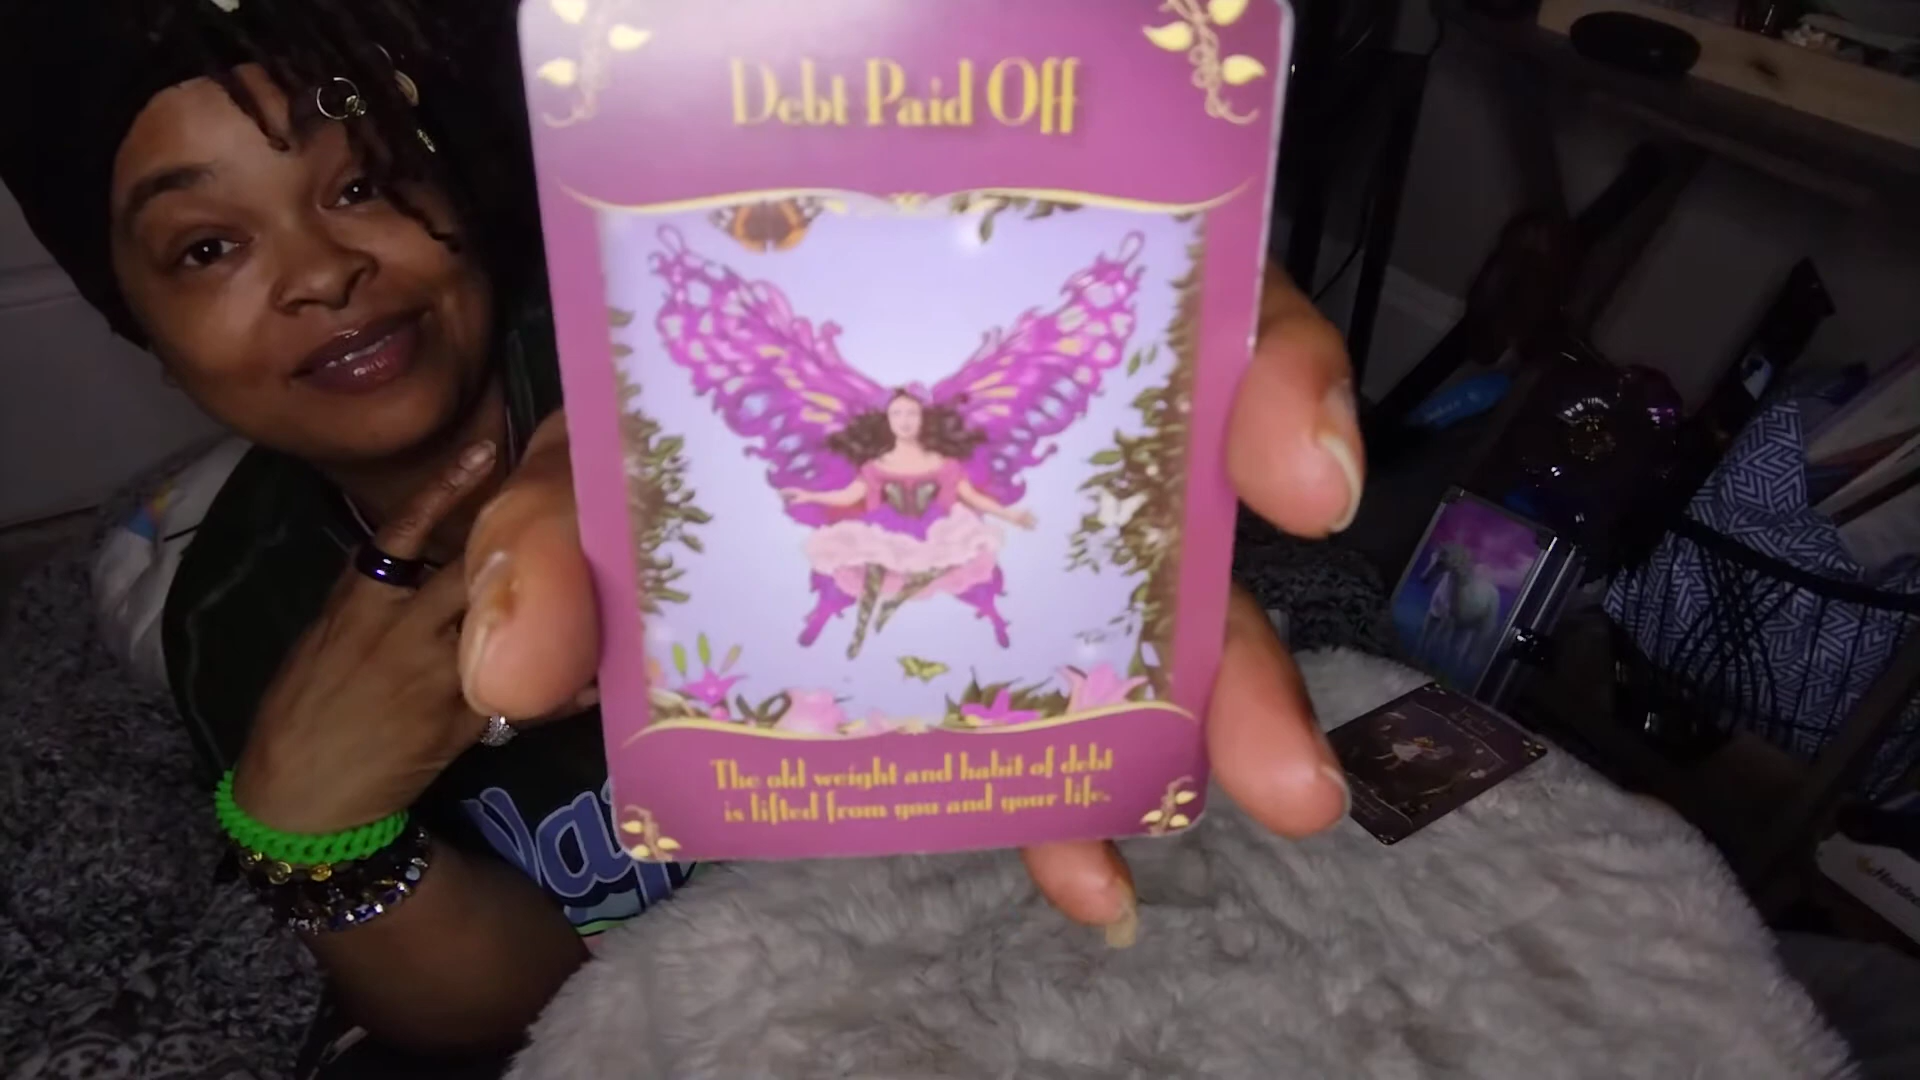 Debt Paid Off
The old weight and habit of debt
is lifted from you and your life.